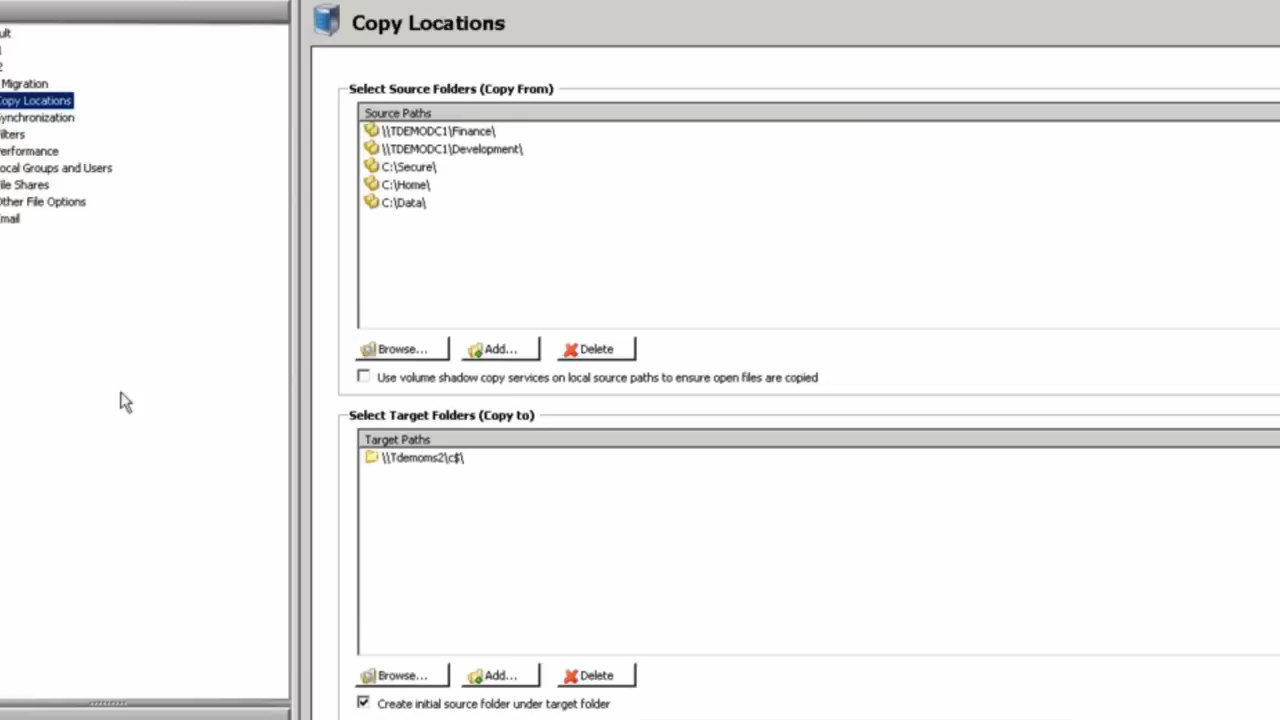 Copy Locations
ult
Migration
Copy Locations
ynchronization
ilters
erformance
ocal Groups and Users
ile Shares
Other File Options
mail
Select Source Folders (Copy From)
Source Paths
\\TDEMODC1\Finance\
\\TDEMODC1\Development\
C:\Secure\
C:\Home\
C:\Data\
Browse... Add... Delete
Use volume shadow copy services on local source paths to ensure open files are copied
Select Target Folders (Copy to)
Target Paths
\\Tdemoms2\c$\
Browse... Add... Delete
Create initial source folder under target folder